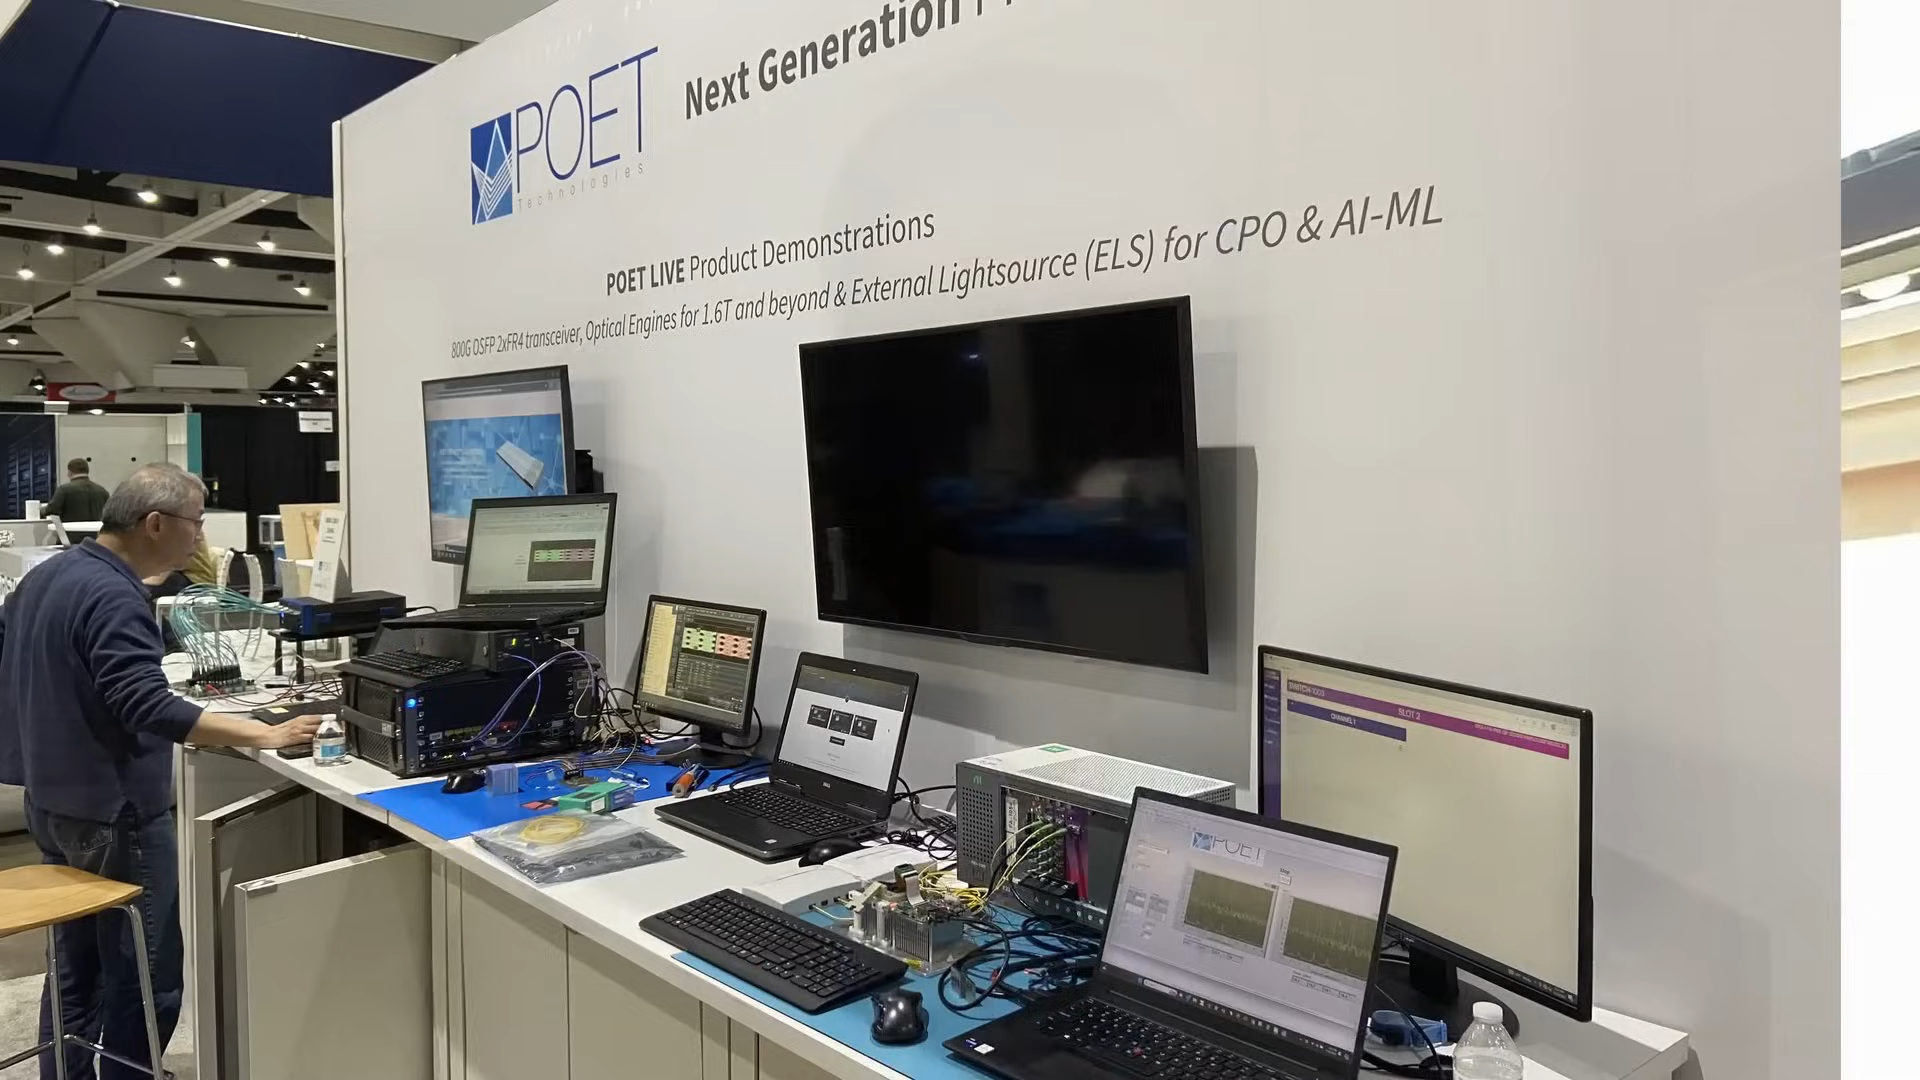 POET
Technologies
Next Generation
POET LIVE Product Demonstrations
800G OSFP 2xFR4 transceiver, Optical Engines for 1.6T and beyond & External Lightsource (ELS) for CPO & AI-ML
SLOT 2
CHANNEL 1
POET